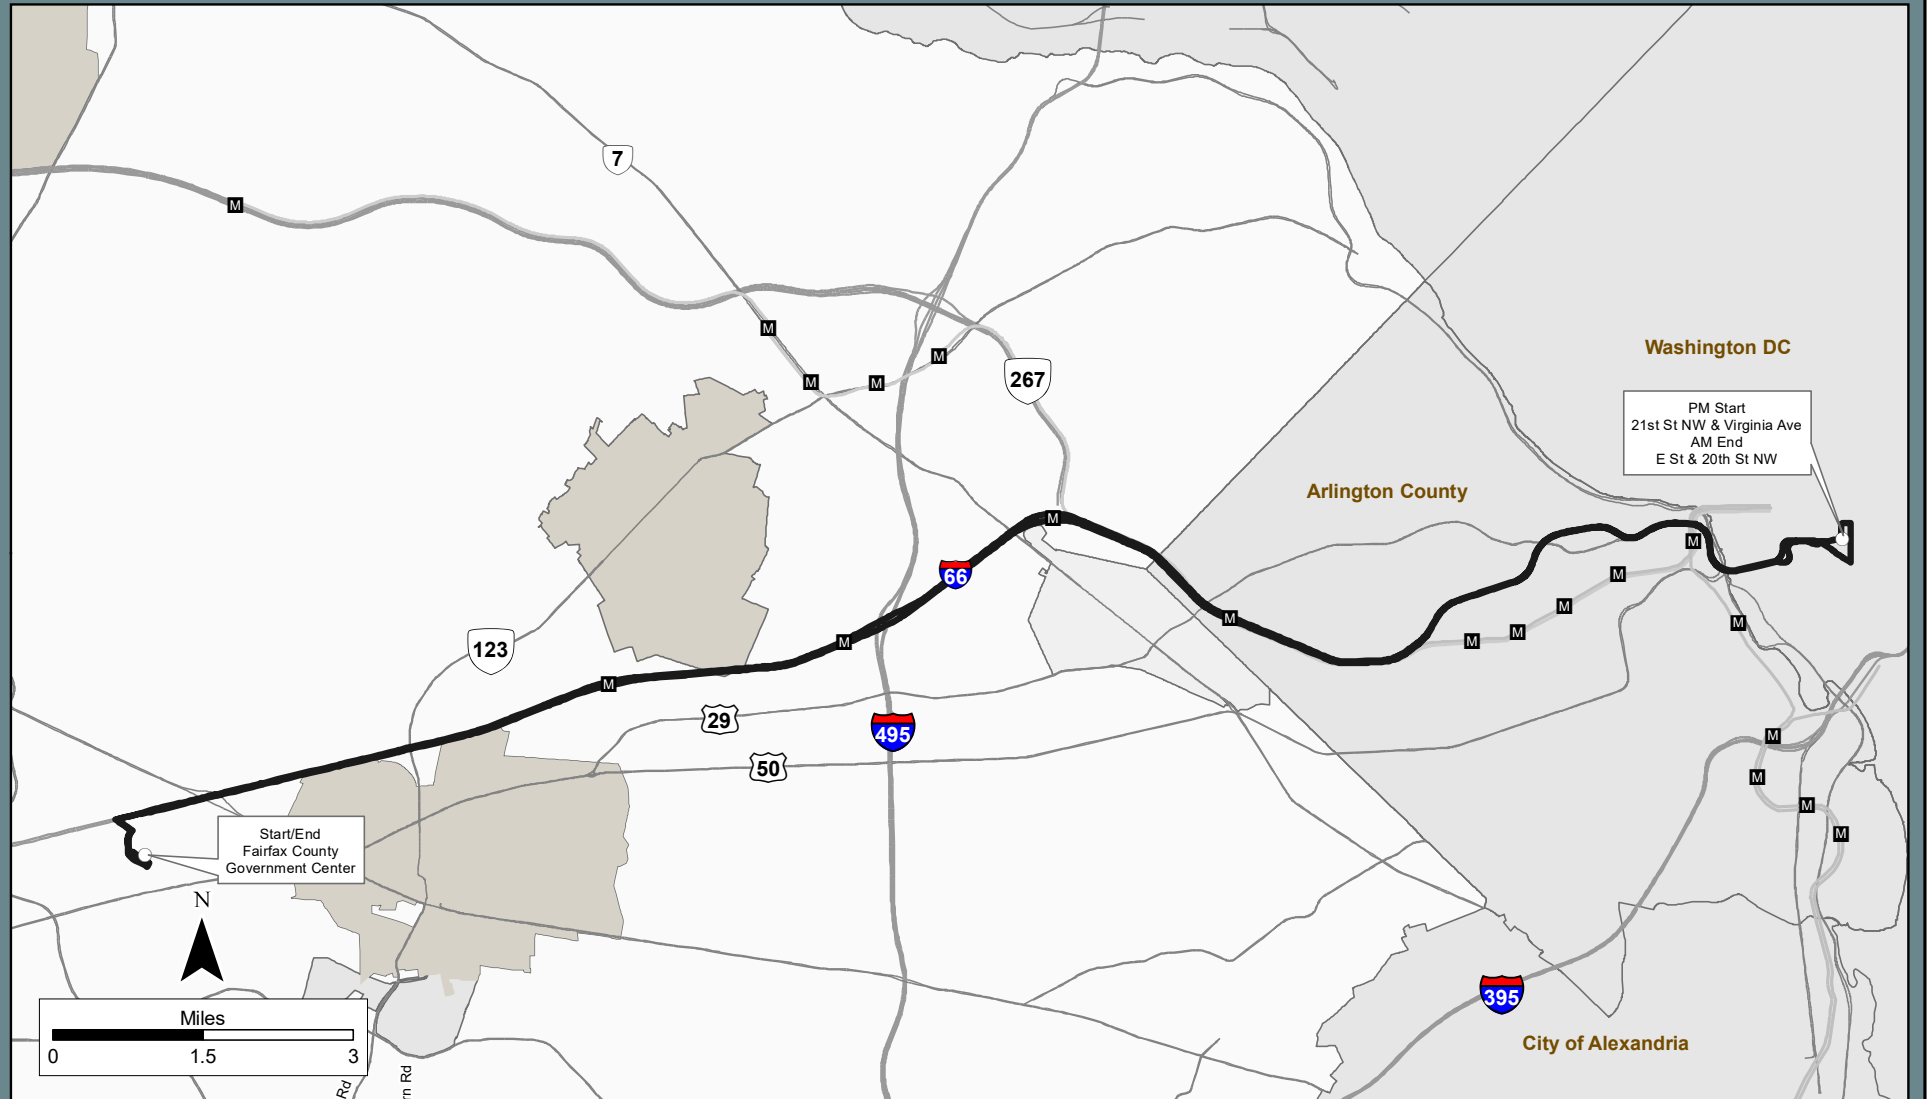 7
M
M
M
M
M
267
Washington DC
PM Start
21st St NW & Virginia Ave
AM End
E St & 20th St NW
Arlington County
M
M
66
M
M
M
M
M
M
M
M
123
M
29
495
50
M
M
M
M
Start/End
Fairfax County
Government Center
N
395
City of Alexandria
Miles
0 1.5 3
Rd
rn Rd